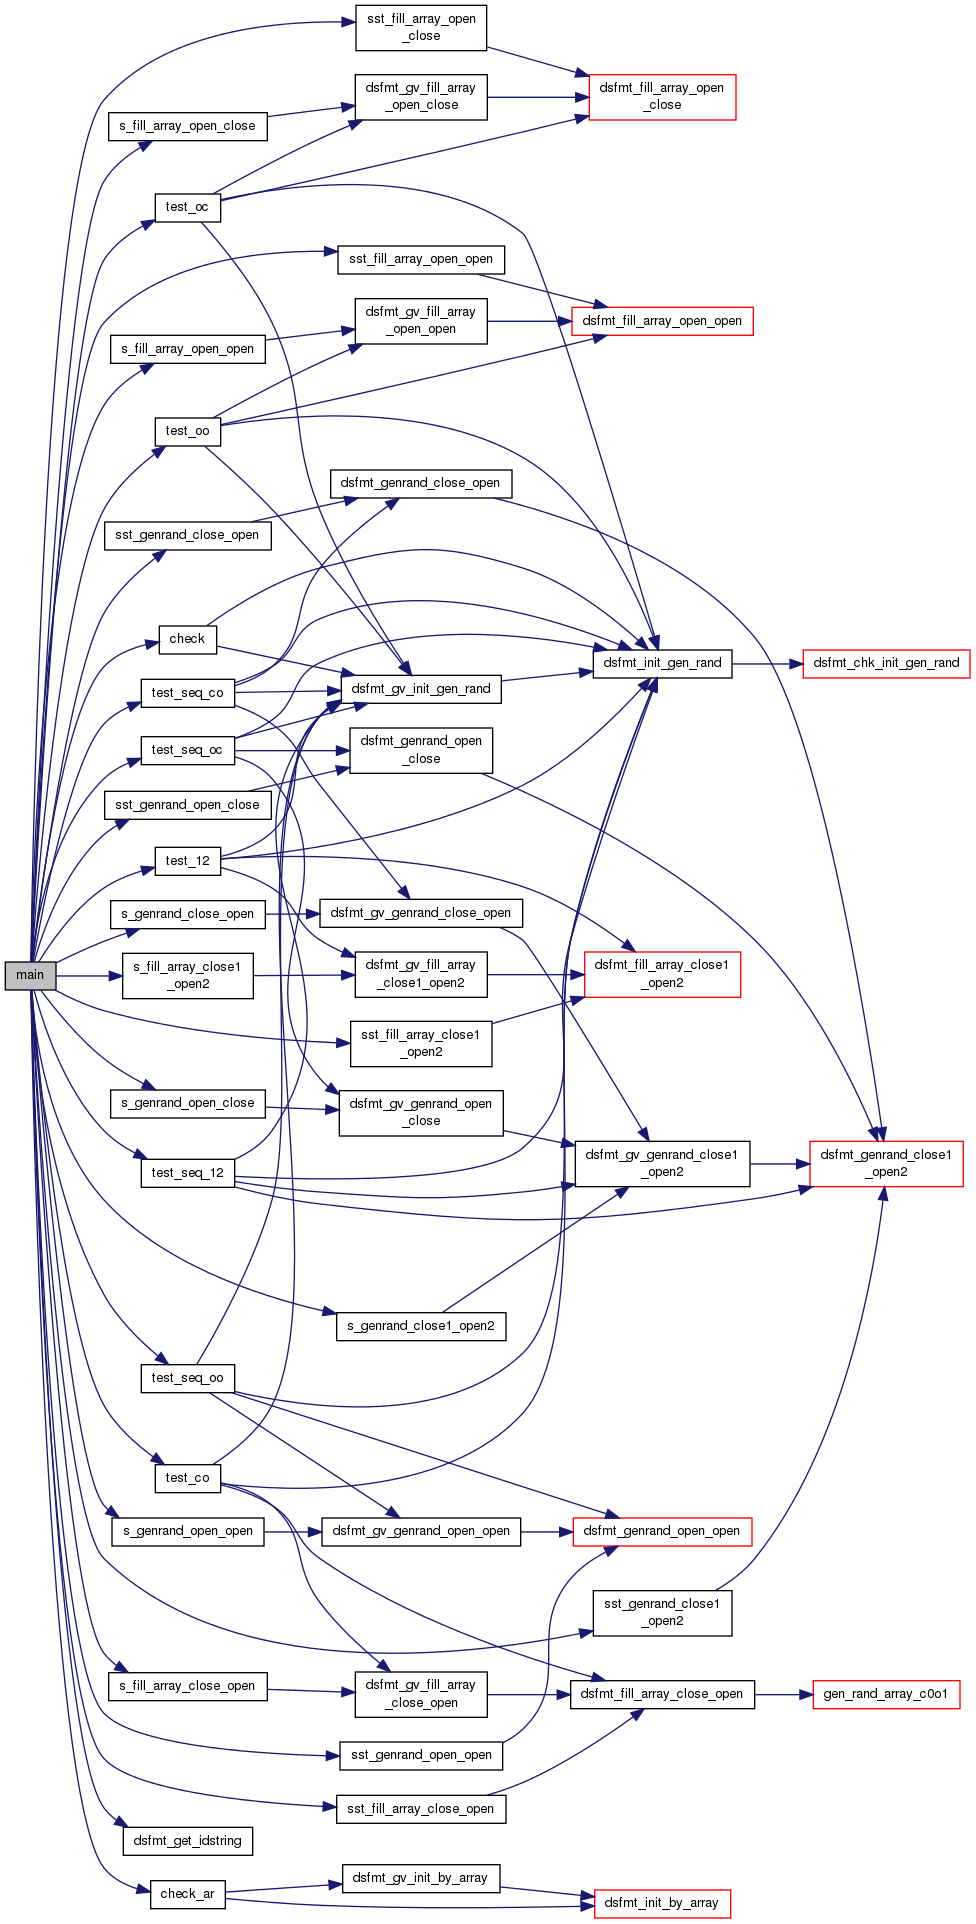 sst_fill_array_open
_close
dsfmt_gv_fill_array
_open_close
dsfmt_fill_array_open
_close
s_fill_array_open_close
test_oc
sst_fill_array_open_open
dsfmt_gv_fill_array
_open_open
dsfmt_fill_array_open_open
s_fill_array_open_open
test_oo
dsfmt_genrand_close_open
sst_genrand_close_open
check
dsfmt_init_gen_rand
dsfmt_chk_init_gen_rand
test_seq_co
dsfmt_gv_init_gen_rand
test_seq_oc
dsfmt_genrand_open
_close
sst_genrand_open_close
test_12
s_genrand_close_open
dsfmt_gv_genrand_close_open
main
s_fill_array_close1
_open2
dsfmt_gv_fill_array
_close1_open2
dsfmt_fill_array_close1
_open2
sst_fill_array_close1
_open2
s_genrand_open_close
dsfmt_gv_genrand_open
_close
test_seq_12
dsfmt_gv_genrand_close1
_open2
dsfmt_genrand_close1
_open2
s_genrand_close1_open2
test_seq_oo
test_co
s_genrand_open_open
dsfmt_gv_genrand_open_open
dsfmt_genrand_open_open
sst_genrand_close1
_open2
s_fill_array_close_open
dsfmt_gv_fill_array
_close_open
dsfmt_fill_array_close_open
gen_rand_array_c0o1
sst_genrand_open_open
sst_fill_array_close_open
dsfmt_get_idstring
check_ar
dsfmt_gv_init_by_array
dsfmt_init_by_array